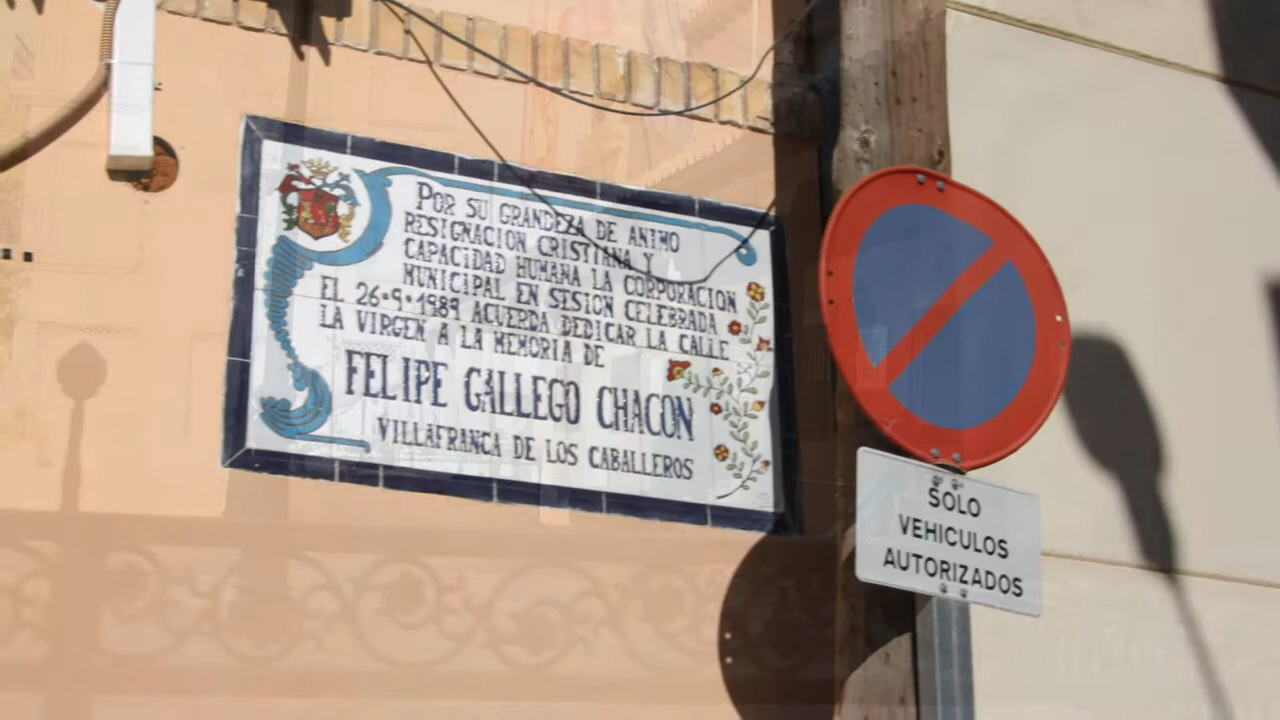 POR SU GRANDEZA DE ANIMO
RESIGNACION CRISTIANA Y
CAPACIDAD HUMANA LA CORPORACION
MUNICIPAL EN SESION CELEBRADA
EL 26-9-1989 ACUERDA DEDICAR LA CALLE
LA VIRGEN A LA MEMORIA DE
FELIPE GALLEGO CHACON
VILLAFRANCA DE LOS CABALLEROS
SOLO
VEHICULOS
AUTORIZADOS